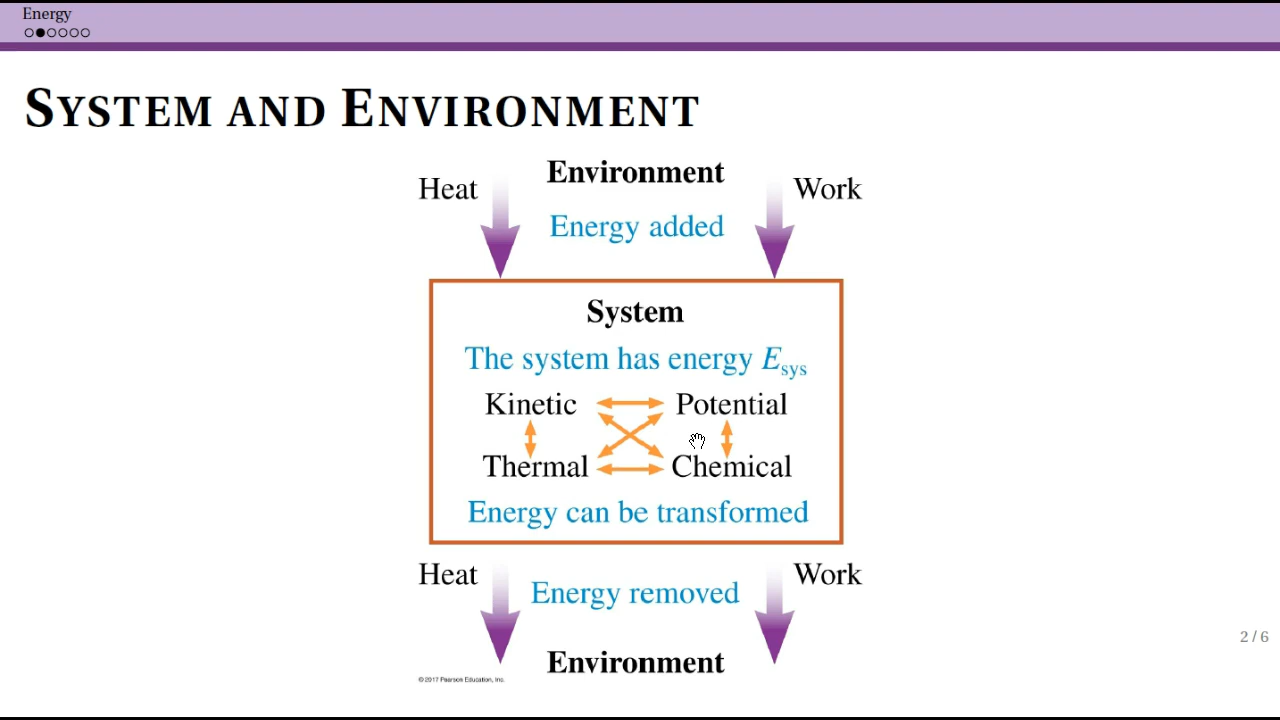 Energy
SYSTEM AND ENVIRONMENT
Environment
Heat
Work
Energy added
System
The system has energy Esys
Kinetic Potential
Thermal Chemical
Energy can be transformed
Heat
Work
Energy removed
2 / 6
Environment
© 2017 Pearson Education, Inc.